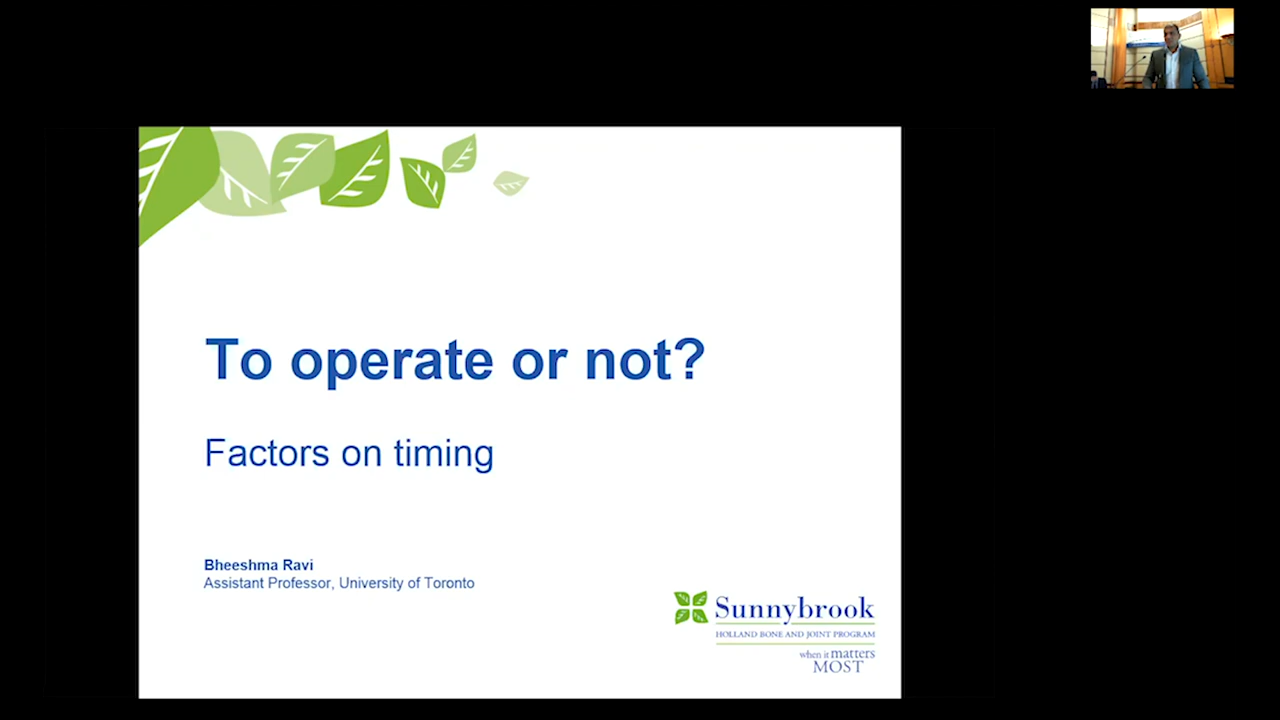 To operate or not?
Factors on timing
Bheeshma Ravi
Assistant Professor, University of Toronto
Sunnybrook
HOLLAND BONE AND JOINT PROGRAM
when it matters
MOST